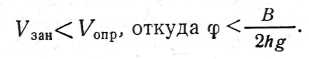 V_зан < V_опр, откуда φ < B/2hg.